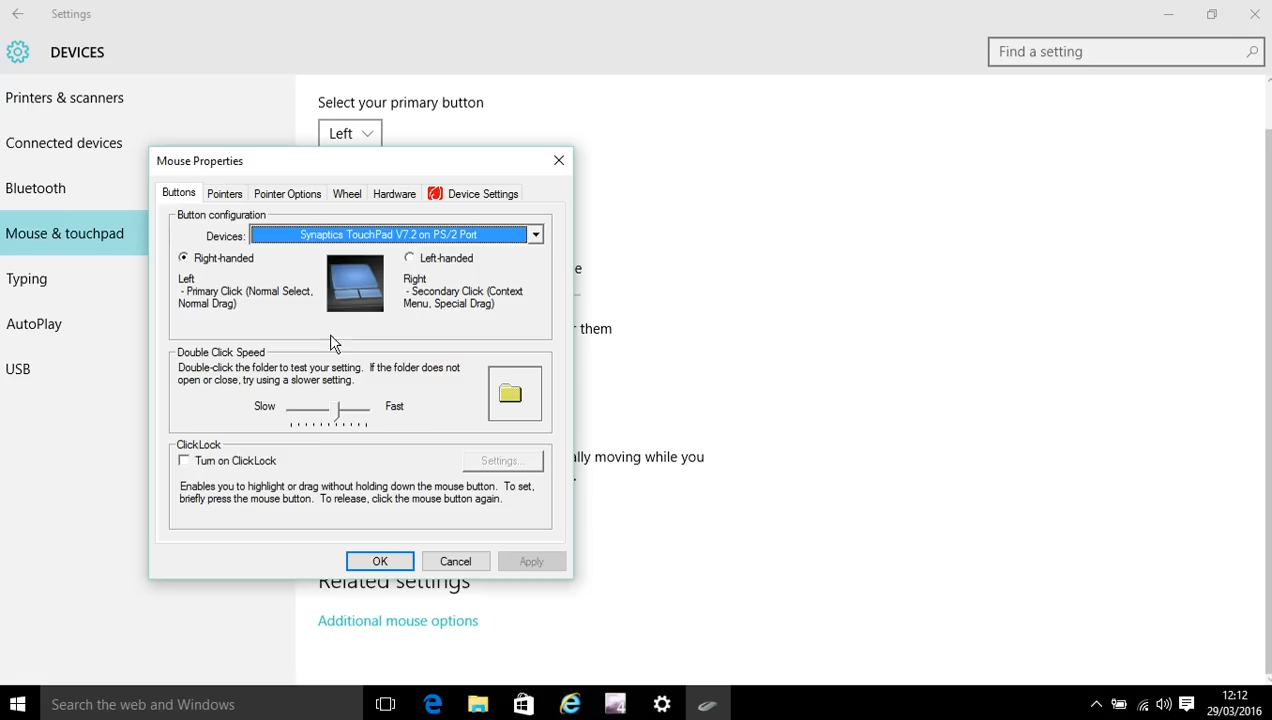 Settings
DEVICES
Find a setting
Printers & scanners
Connected devices
Bluetooth
Mouse & touchpad
Typing
AutoPlay
USB
Select your primary button
Left
Mouse Properties
Buttons
Pointers
Pointer Options
Wheel
Hardware
Device Settings
Button configuration
Devices:
Synaptics TouchPad V7.2 on PS/2 Port
Right-handed
Left-handed
Left
- Primary Click (Normal Select,
Normal Drag)
Right
- Secondary Click (Context
Menu, Special Drag)
Double Click Speed
Double-click the folder to test your setting. If the folder does not
open or close, try using a slower setting.
Slow
Fast
ClickLock
Turn on ClickLock
Settings...
Enables you to highlight or drag without holding down the mouse button. To set,
briefly press the mouse button. To release, click the mouse button again.
OK
Cancel
Apply
them
ally moving while you
Related settings
Additional mouse options
Search the web and Windows
4
12:12
29/03/2016